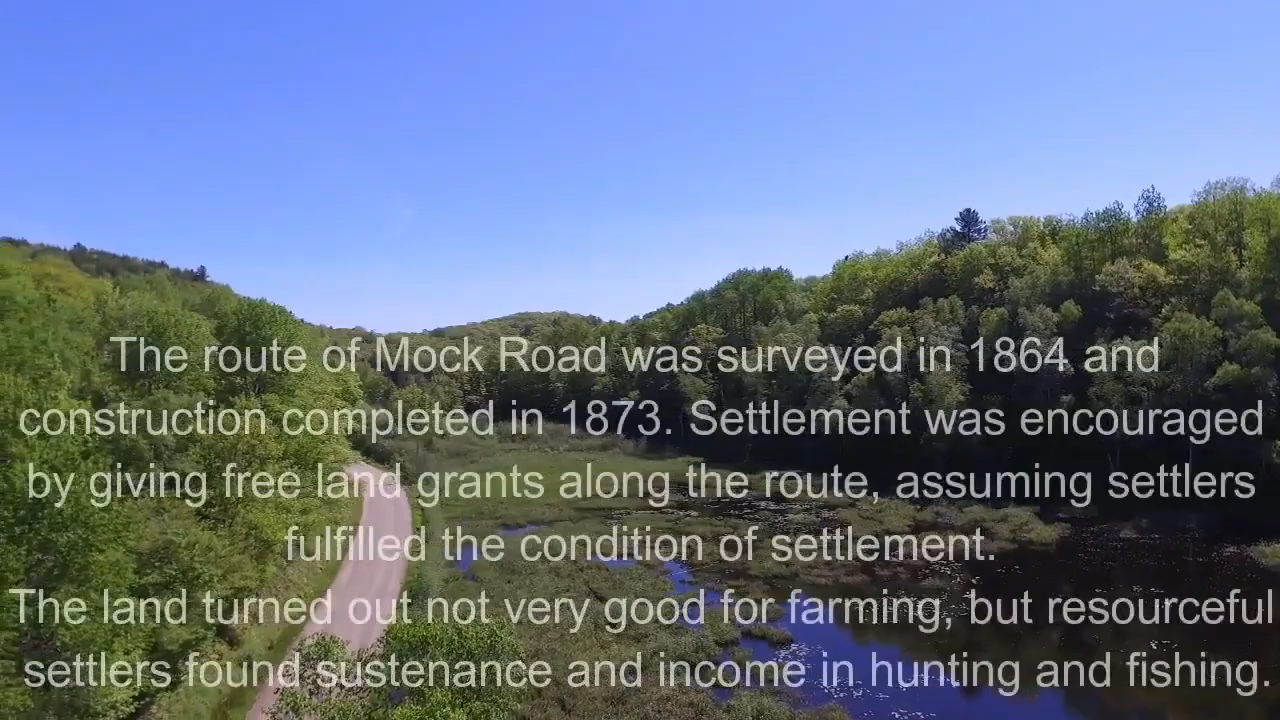 The route of Mock Road was surveyed in 1864 and
construction completed in 1873. Settlement was encouraged
by giving free land grants along the route, assuming settlers
fulfilled the condition of settlement.
The land turned out not very good for farming, but resourceful
settlers found sustenance and income in hunting and fishing.